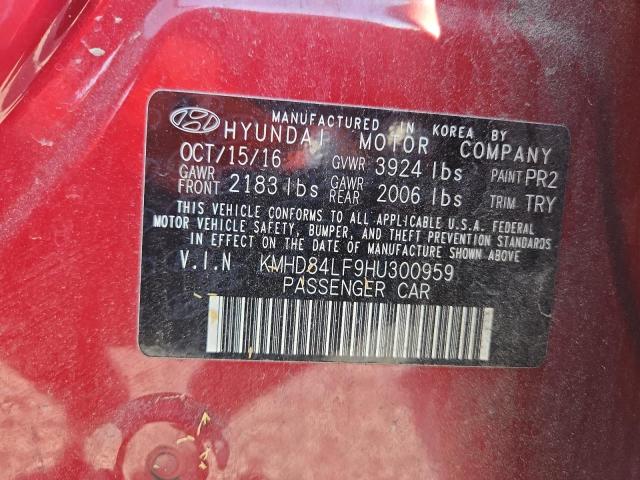 MANUFACTURED IN KOREA BY
HYUNDAI MOTOR COMPANY
OCT/15/16 GVWR 3924 lbs PAINT PR2
GAWR FRONT 2183 lbs GAWR REAR 2006 lbs TRIM TRY
THIS VEHICLE CONFORMS TO ALL APPLICABLE U.S.A. FEDERAL
MOTOR VEHICLE SAFETY, BUMPER, AND THEFT PREVENTION STANDARDS
IN EFFECT ON THE DATE OF MANUFACTURE SHOWN ABOVE.
V.I.N KMHD84LF9HU300959
PASSENGER CAR